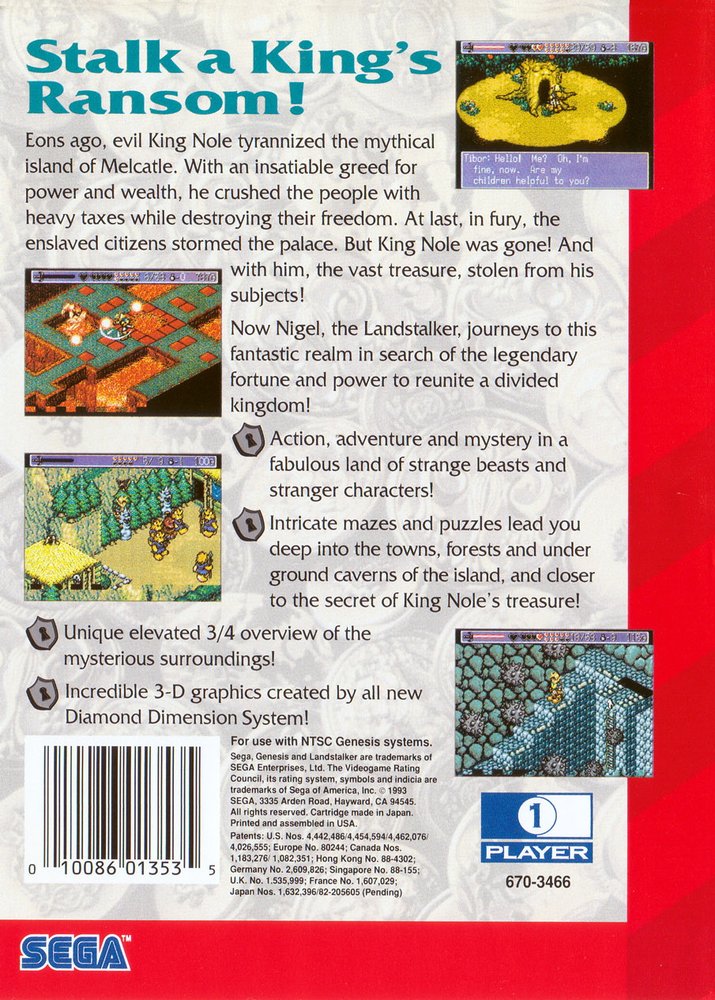 Stalk a King's
Ransom!
Eons ago, evil King Nole tyrannized the mythical
island of Melcatle. With an insatiable greed for
power and wealth, he crushed the people with
heavy taxes while destroying their freedom. At last, in fury, the
enslaved citizens stormed the palace. But King Nole was gone! And
with him, the vast treasure, stolen from his
subjects!
Now Nigel, the Landstalker, journeys to this
fantastic realm in search of the legendary
fortune and power to reunite a divided
kingdom!
Tibor: Hello! Me? Oh, I'm
fine, now. Are my
children helpful to you?
Action, adventure and mystery in a
fabulous land of strange beasts and
stranger characters!
Intricate mazes and puzzles lead you
deep into the towns, forests and under
ground caverns of the island, and closer
to the secret of King Nole's treasure!
Unique elevated 3/4 overview of the
mysterious surroundings!
Incredible 3-D graphics created by all new
Diamond Dimension System!
For use with NTSC Genesis systems.
Sega, Genesis and Landstalker are trademarks of
SEGA Enterprises, Ltd. The Videogame Rating
Council, its rating system, symbols and indicia are
trademarks of Sega of America, Inc. © 1993
SEGA, 3335 Arden Road, Hayward, CA 94545.
All rights reserved. Cartridge made in Japan.
Printed and assembled in USA.
Patents: U.S. Nos. 4,442,486/4,454,594/4,462,076/
4,026,555; Europe No. 80244; Canada Nos.
1,183,276/ 1,082,351; Hong Kong No. 88-4302;
Germany No. 2,609,826; Singapore No. 88-155;
U.K. No. 1.535,999; France No. 1,607,029;
Japan Nos. 1,632,396/82-205605 (Pending)
0 10086 01353 5
1
PLAYER
670-3466
SEGA™